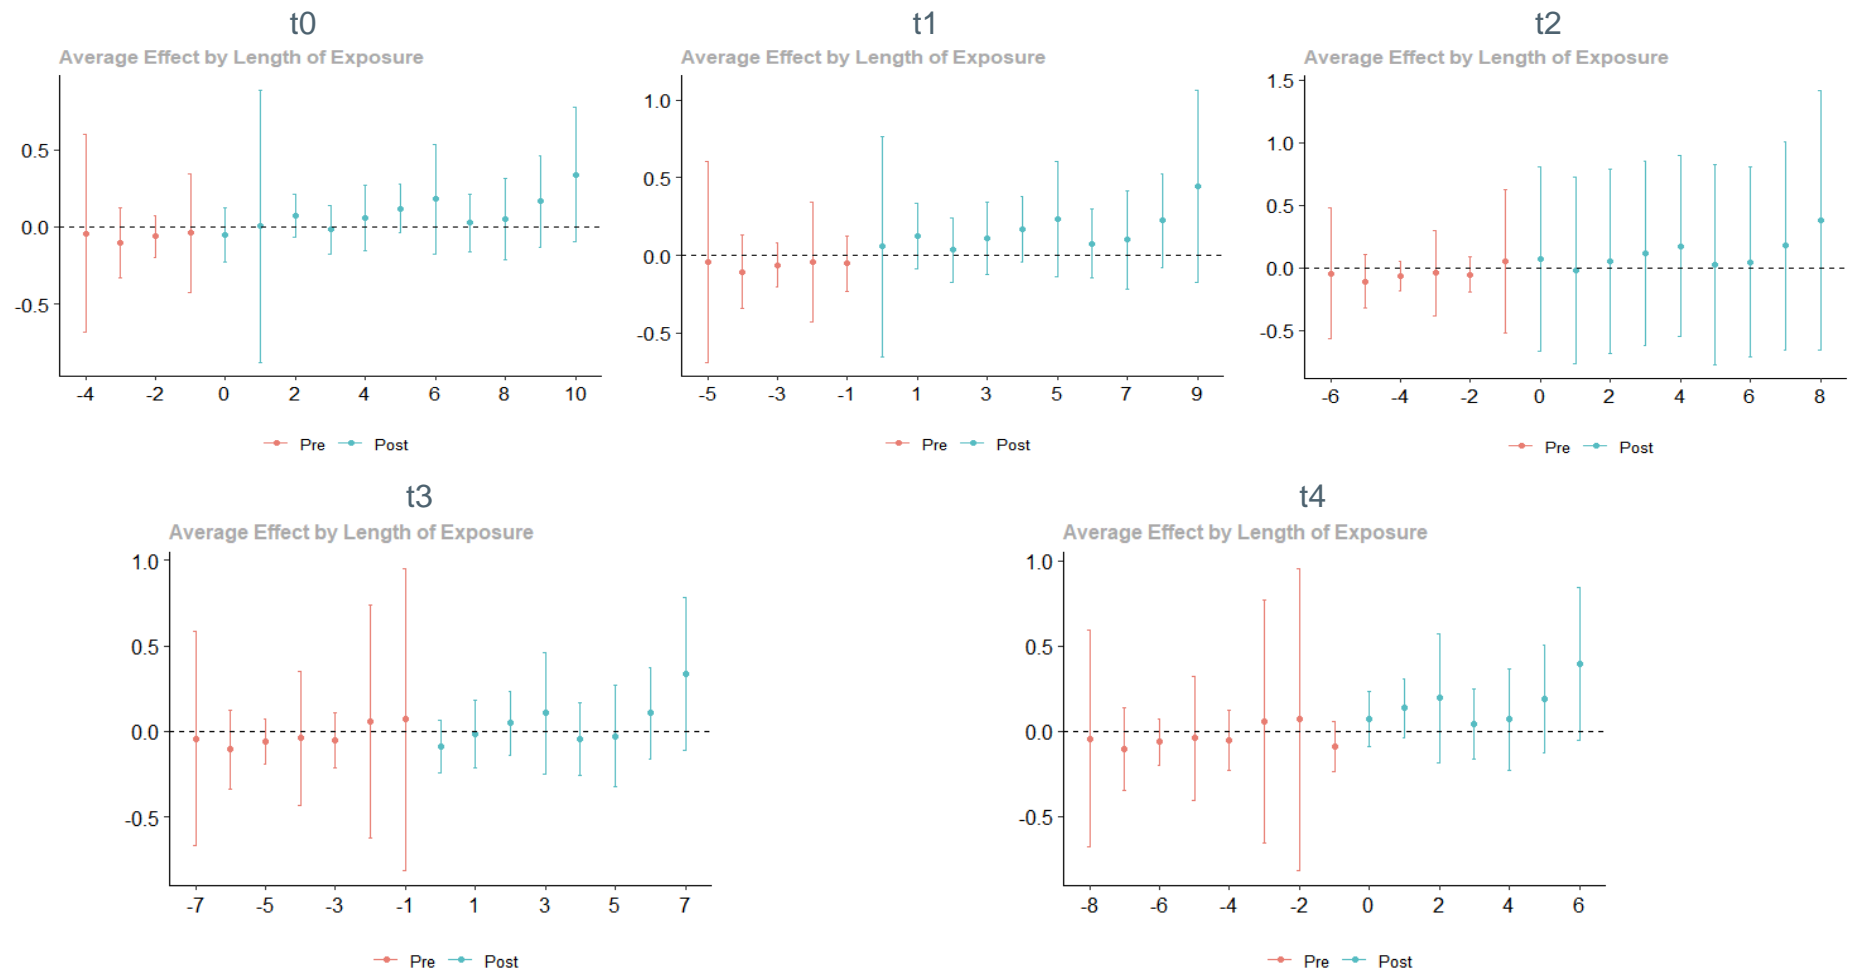 t0
Average Effect by Length of Exposure
0.5
0.0
-0.5
-4 -2 0 2 4 6 8 10
Pre Post
t1
Average Effect by Length of Exposure
1.0
0.5
0.0
-0.5
-5 -3 -1 1 3 5 7 9
Pre Post
t2
Average Effect by Length of Exposure
1.5
1.0
0.5
0.0
-0.5
-6 -4 -2 0 2 4 6 8
Pre Post
t3
Average Effect by Length of Exposure
1.0
0.5
0.0
-0.5
-7 -5 -3 -1 1 3 5 7
Pre Post
t4
Average Effect by Length of Exposure
1.0
0.5
0.0
-0.5
-8 -6 -4 -2 0 2 4 6
Pre Post